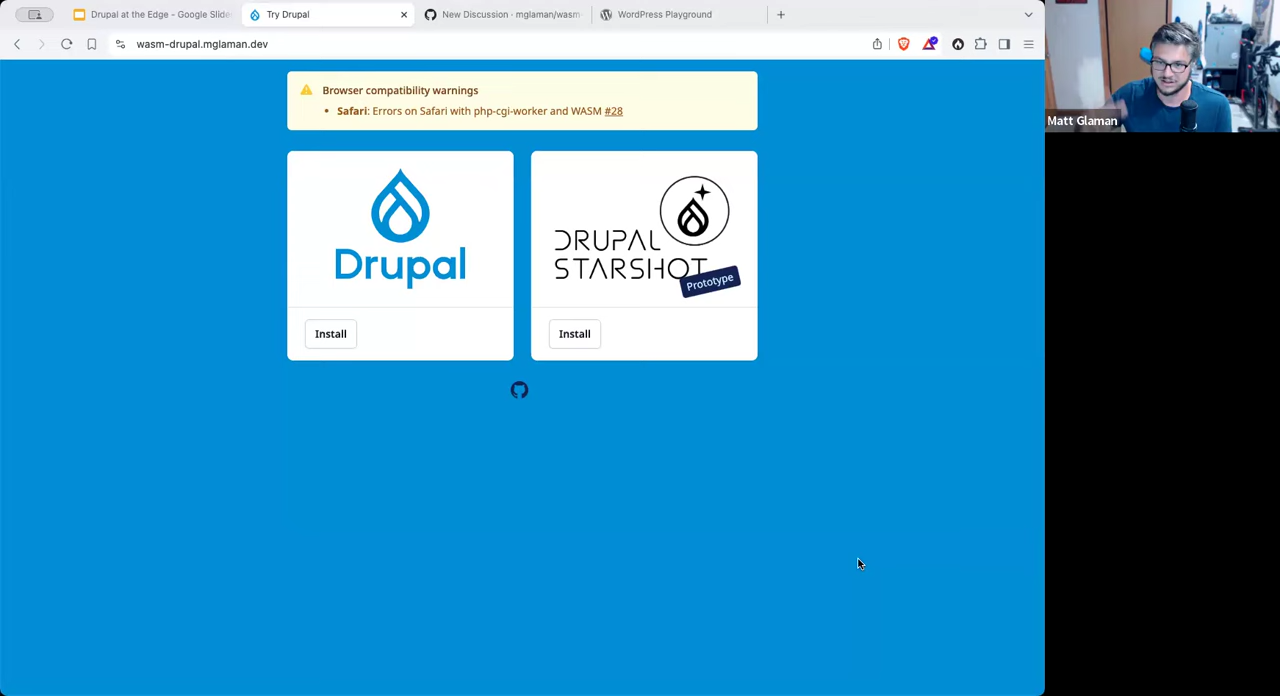 Drupal at the Edge - Google Slide
Try Drupal
New Discussion · mglaman/wasm-
WordPress Playground
wasm-drupal.mglaman.dev
Matt Glaman
Browser compatibility warnings
• Safari: Errors on Safari with php-cgi-worker and WASM #28
Drupal
Install
DRUPAL
STARSHOT
Prototype
Install